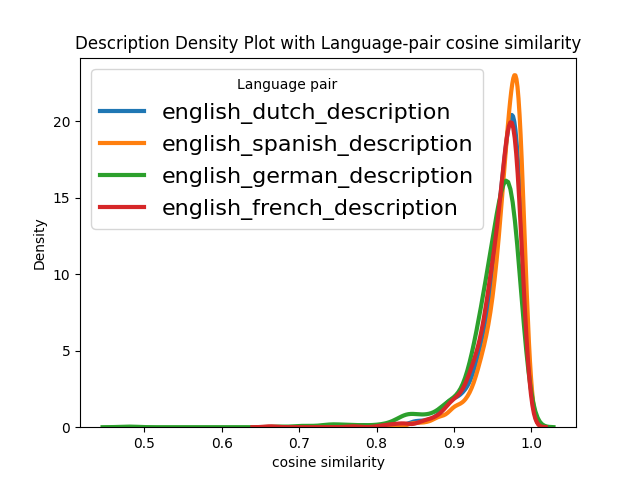 Description Density Plot with Language-pair cosine similarity
Language pair
english_dutch_description
english_spanish_description
english_german_description
english_french_description
Density
20
15
10
5
0
0.5 0.6 0.7 0.8 0.9 1.0
cosine similarity